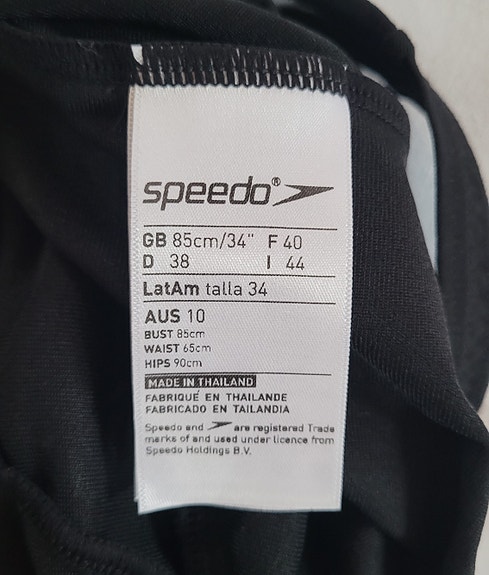 speedo®
GB 85cm/34" F 40
D 38 I 44
LatAm talla 34
AUS 10
BUST 85cm
WAIST 65cm
HIPS 90cm
MADE IN THAILAND
FABRIQUÉ EN THAILANDE
FABRICADO EN TAILANDIA
Speedo and are registered Trade
marks of and used under licence from
Speedo Holdings B.V.